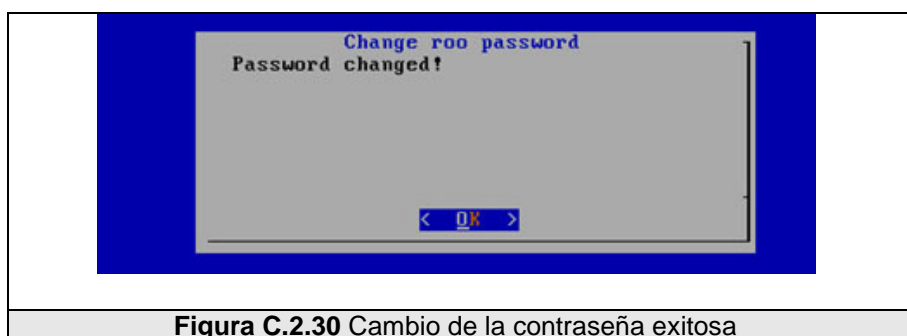 Change roo password
Password changed!
< OK >
Figura C.2.30 Cambio de la contraseña exitosa